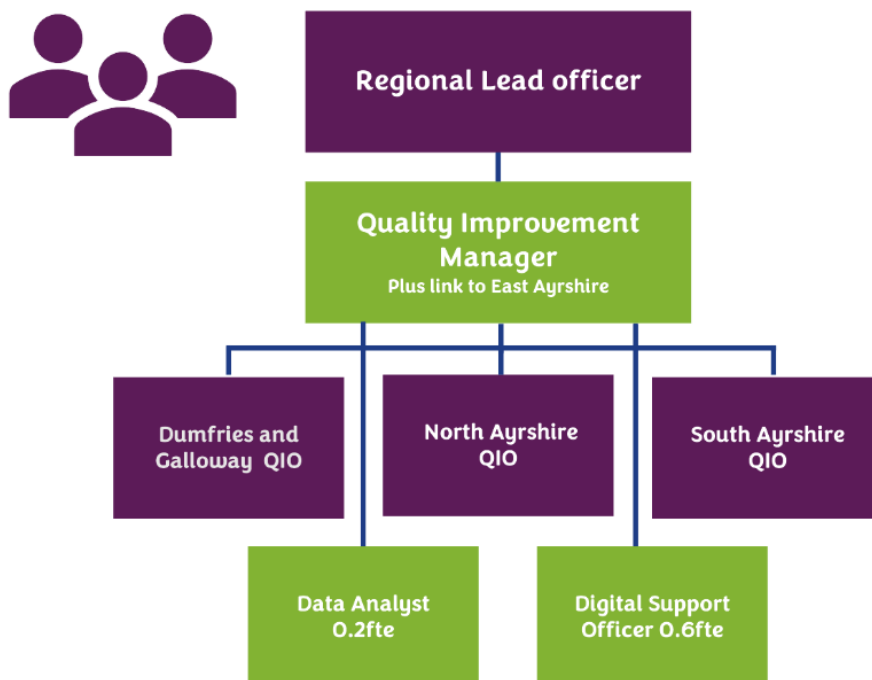 Regional Lead officer
Quality Improvement
Manager
Plus link to East Ayrshire
Dumfries and
Galloway QIO
North Ayrshire
QIO
South Ayrshire
QIO
Data Analyst
0.2fte
Digital Support
Officer 0.6fte